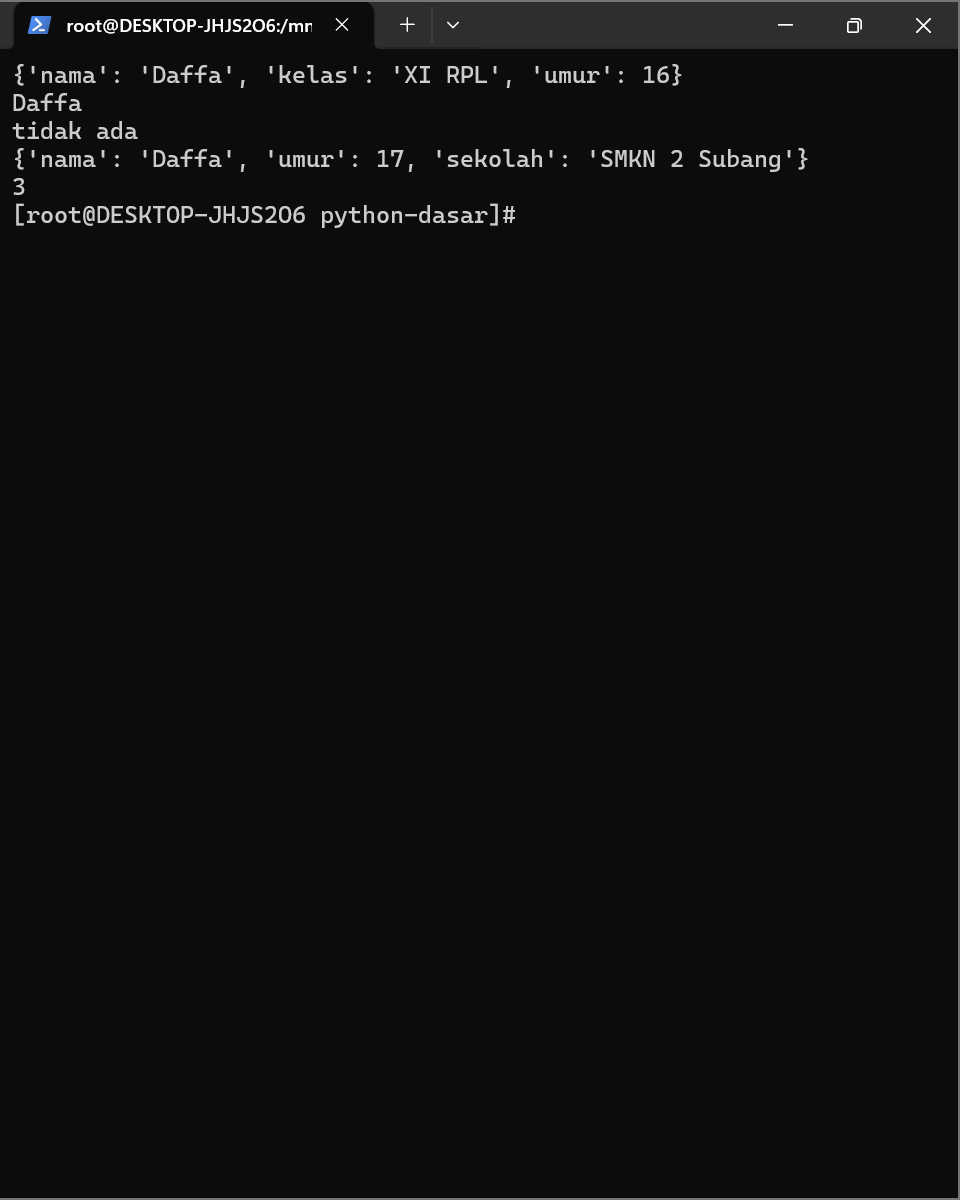 root@DESKTOP-JHJS2O6:/mn
{'nama': 'Daffa', 'kelas': 'XI RPL', 'umur': 16}
Daffa
tidak ada
{'nama': 'Daffa', 'umur': 17, 'sekolah': 'SMKN 2 Subang'}
3
[root@DESKTOP-JHJS2O6 python-dasar]#